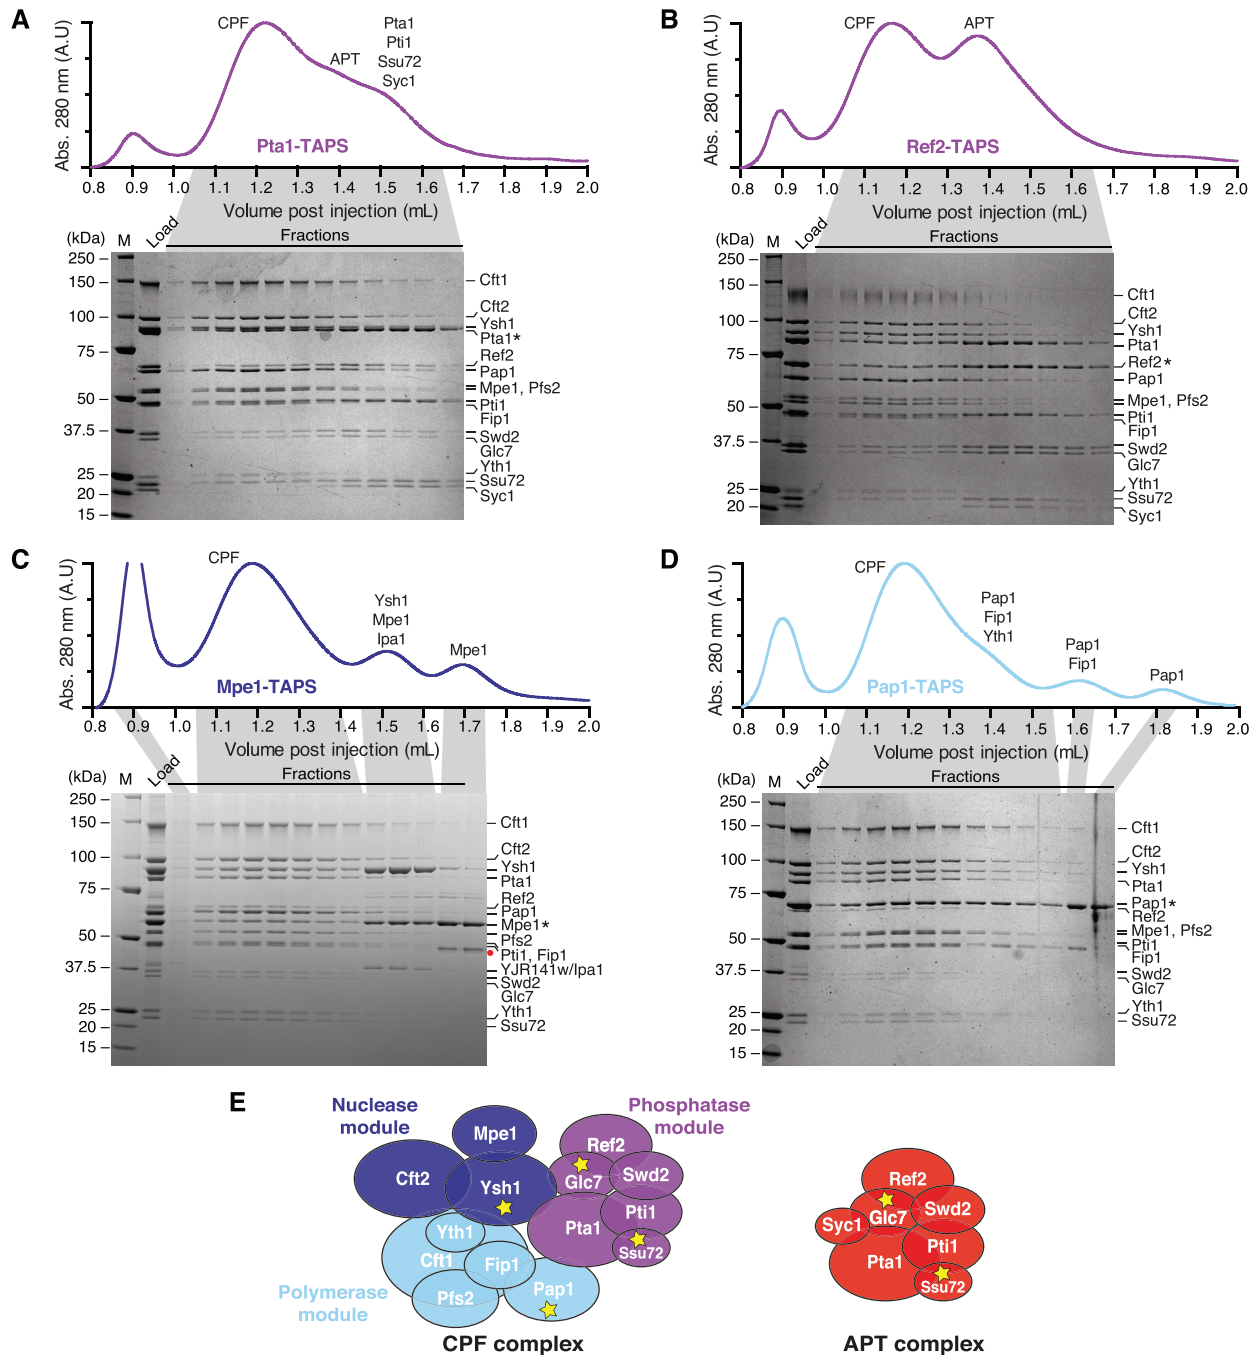 A
CPF
APT
Pta1
Pti1
Ssu72
Syc1
Abs. 280 nm (A.U)
Pta1-TAPS
0.8 0.9 1.0 1.1 1.2 1.3 1.4 1.5 1.6 1.7 1.8 1.9 2.0
Volume post injection (mL)
(kDa)
M
Load
Fractions
250
150
100
75
50
37.5
25
20
15
Cft1
Cft2
Ysh1
Pta1*
Ref2
Pap1
Mpe1, Pfs2
Pti1
Fip1
Swd2
Glc7
Yth1
Ssu72
Syc1
B
CPF
APT
Abs. 280 nm (A.U)
Ref2-TAPS
0.8 0.9 1.0 1.1 1.2 1.3 1.4 1.5 1.6 1.7 1.8 1.9 2.0
Volume post injection (mL)
(kDa)
M
Load
Fractions
250
150
100
75
50
37.5
25
20
Cft1
Cft2
Ysh1
Pta1
Ref2*
Pap1
Mpe1, Pfs2
Pti1
Fip1
Swd2
Glc7
Yth1
Ssu72
Syc1
C
CPF
Ysh1
Mpe1
Ipa1
Mpe1
Abs. 280 nm (A.U)
Mpe1-TAPS
0.8 0.9 1.0 1.1 1.2 1.3 1.4 1.5 1.6 1.7 1.8 1.9 2.0
Volume post injection (mL)
(kDa)
M
Load
Fractions
250
150
100
75
50
37.5
25
20
15
Cft1
Cft2
Ysh1
Pta1
Ref2
Pap1
Mpe1*
Pfs2
Pti1, Fip1
YJR141w/Ipa1
Swd2
Glc7
Yth1
Ssu72
D
CPF
Pap1
Fip1
Yth1
Pap1
Fip1
Pap1
Abs. 280 nm (A.U)
Pap1-TAPS
0.8 0.9 1.0 1.1 1.2 1.3 1.4 1.5 1.6 1.7 1.8 1.9 2.0
Volume post injection (mL)
(kDa)
M
Load
Fractions
250
150
100
75
50
37.5
25
20
15
Cft1
Cft2
Ysh1
Pta1
Pap1*
Ref2
Mpe1, Pfs2
Pti1
Fip1
Swd2
Glc7
Yth1
Ssu72
E
Nuclease
module
Phosphatase
module
Polymerase
module
Mpe1
Cft2
Ysh1
Ref2
Glc7
Swd2
Pta1
Pti1
Ssu72
Yth1
Cft1
Fip1
Pfs2
Pap1
CPF complex
Ref2
Glc7
Syc1
Swd2
Pta1
Pti1
Ssu72
APT complex